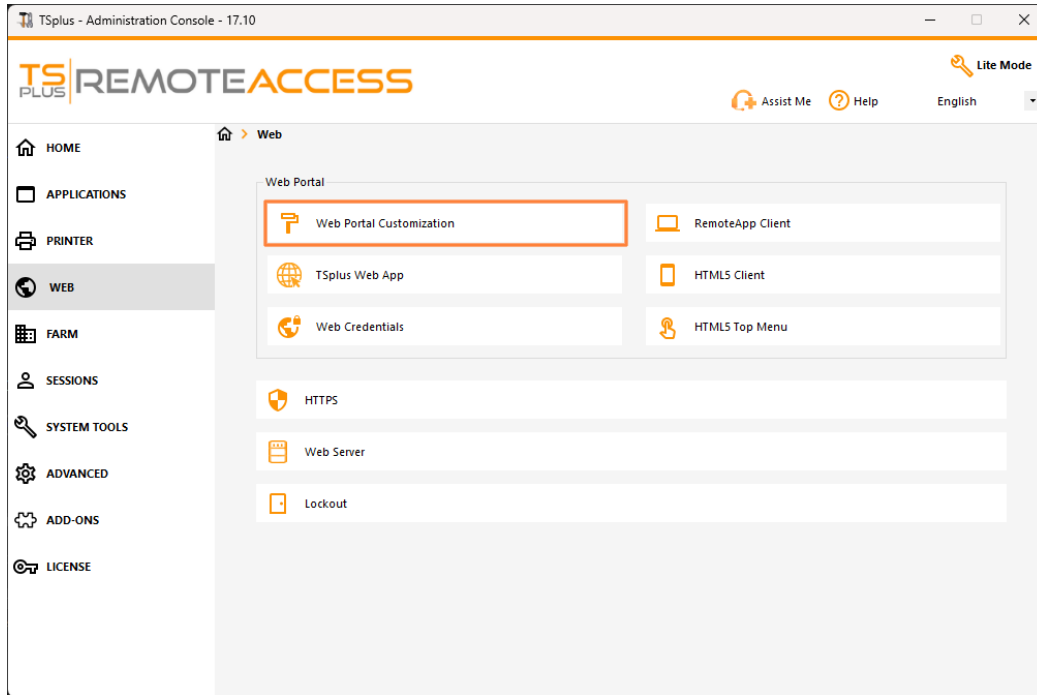 TSplus - Administration Console - 17.10
TS PLUS REMOTEACCESS
Lite Mode
Assist Me
Help
English
HOME
APPLICATIONS
PRINTER
WEB
FARM
SESSIONS
SYSTEM TOOLS
ADVANCED
ADD-ONS
LICENSE
Web
Web Portal
Web Portal Customization
RemoteApp Client
TSplus Web App
HTML5 Client
Web Credentials
HTML5 Top Menu
HTTPS
Web Server
Lockout